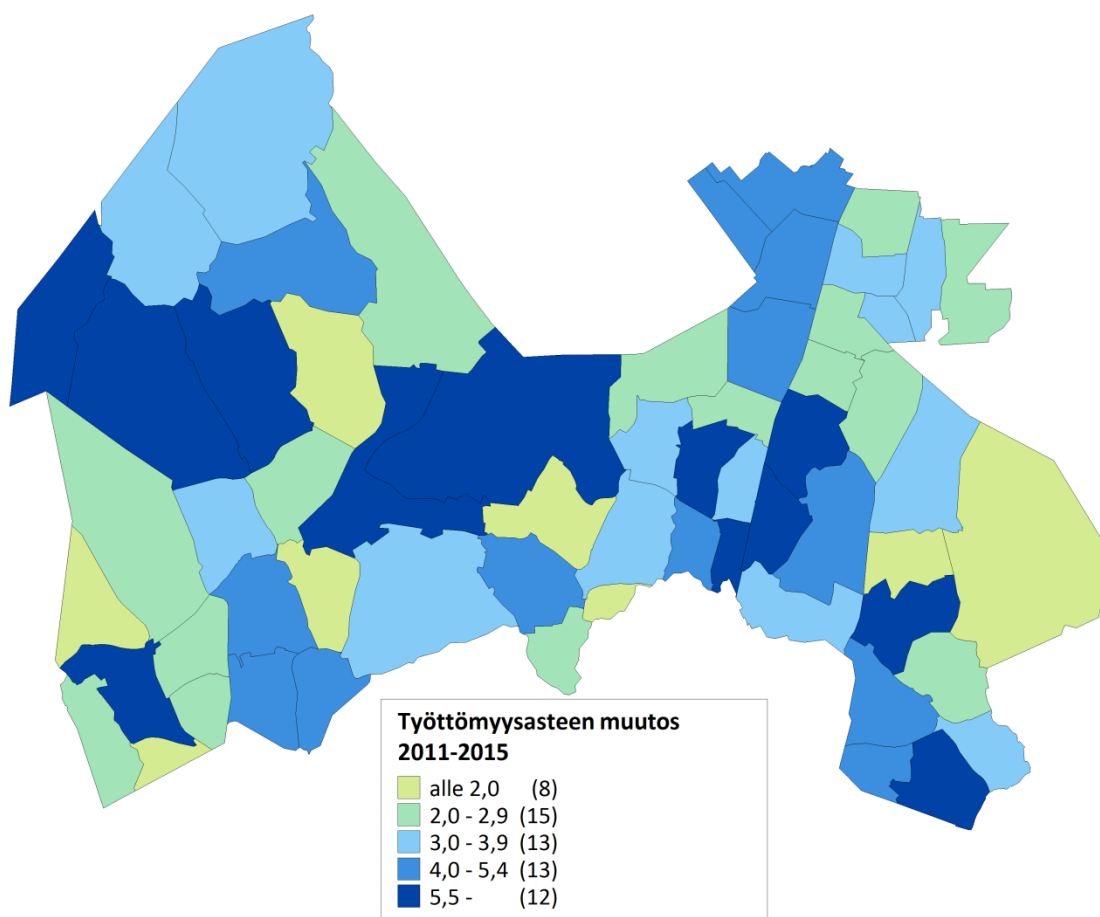 Työttömyysasteen muutos
2011-2015
alle 2,0 (8)
2,0 - 2,9 (15)
3,0 - 3,9 (13)
4,0 - 5,4 (13)
5,5 - (12)